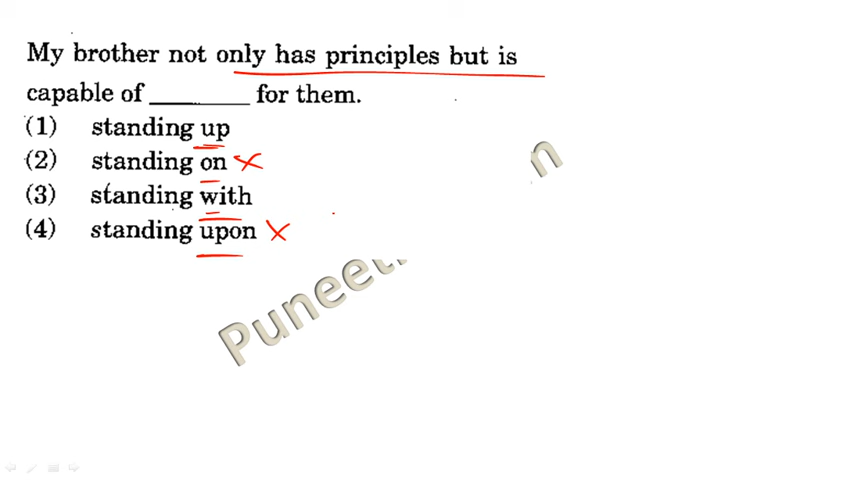 My brother not only has principles but is
capable of ________ for them.
(1) standing up
(2) standing on
(3) standing with
(4) standing upon